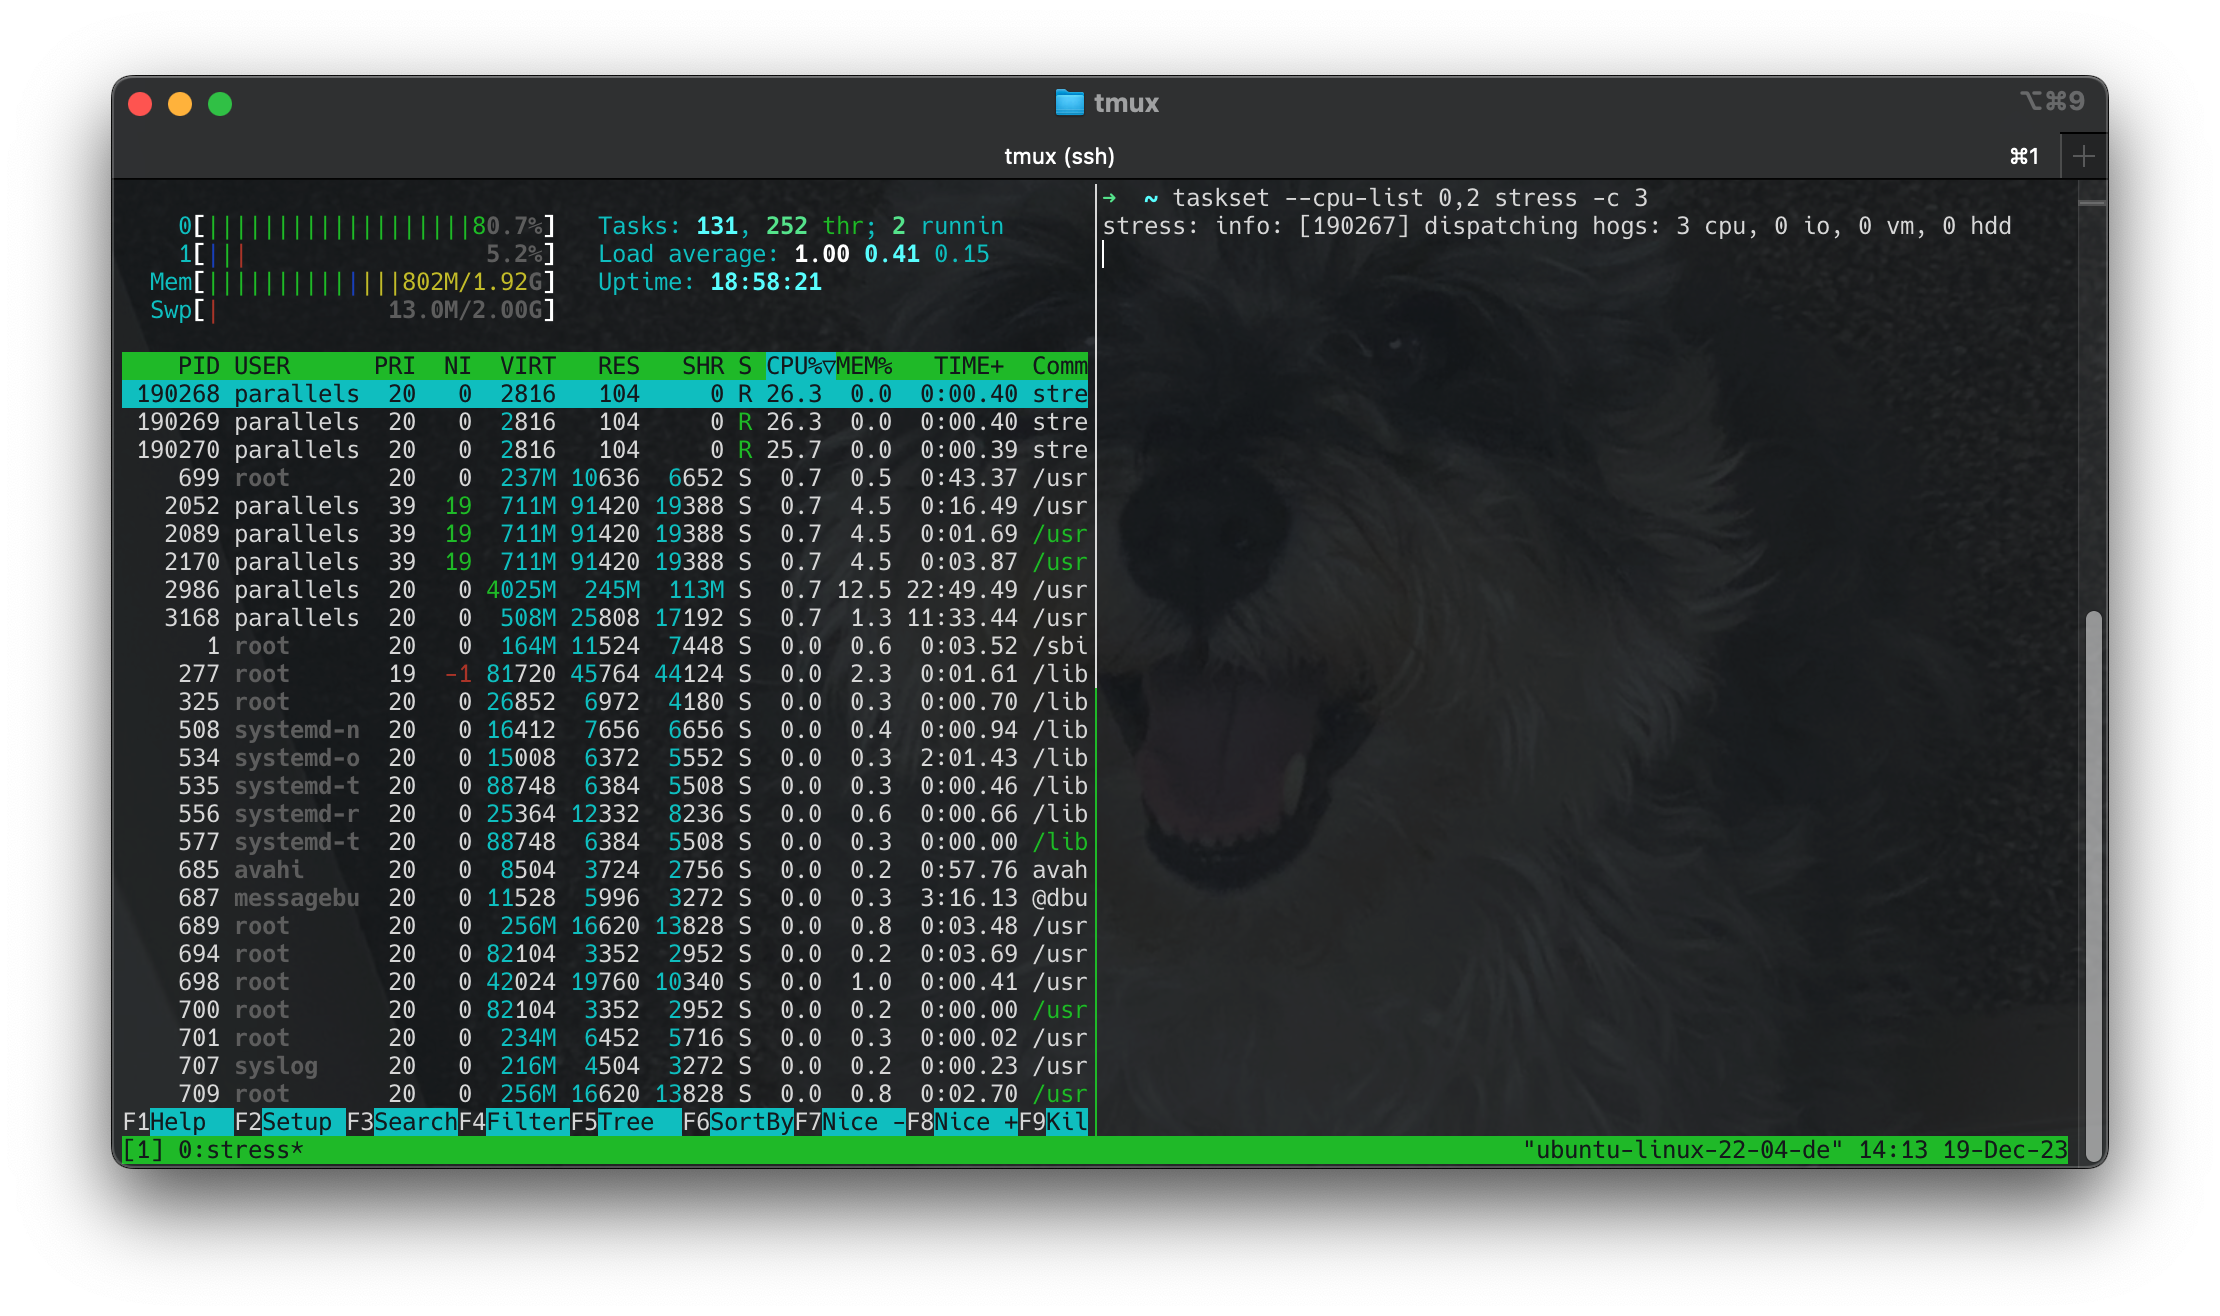 tmux
⌥⌘9
tmux (ssh)
⌘1
0[|||||||||||||||||||80.7%] Tasks: 131, 252 thr; 2 runnin
1[||| 5.2%] Load average: 1.00 0.41 0.15
Mem[||||||||||||||802M/1.92G] Uptime: 18:58:21
Swp[| 13.0M/2.00G]
PID USER PRI NI VIRT RES SHR S CPU%▽MEM% TIME+ Comm
190268 parallels 20 0 2816 104 0 R 26.3 0.0 0:00.40 stre
190269 parallels 20 0 2816 104 0 R 26.3 0.0 0:00.40 stre
190270 parallels 20 0 2816 104 0 R 25.7 0.0 0:00.39 stre
699 root 20 0 237M 10636 6652 S 0.7 0.5 0:43.37 /usr
2052 parallels 39 19 711M 91420 19388 S 0.7 4.5 0:16.49 /usr
2089 parallels 39 19 711M 91420 19388 S 0.7 4.5 0:01.69 /usr
2170 parallels 39 19 711M 91420 19388 S 0.7 4.5 0:03.87 /usr
2986 parallels 20 0 4025M 245M 113M S 0.7 12.5 22:49.49 /usr
3168 parallels 20 0 508M 25808 17192 S 0.7 1.3 11:33.44 /usr
1 root 20 0 164M 11524 7448 S 0.0 0.6 0:03.52 /sbi
277 root 19 -1 81720 45764 44124 S 0.0 2.3 0:01.61 /lib
325 root 20 0 26852 6972 4180 S 0.0 0.3 0:00.70 /lib
508 systemd-n 20 0 16412 7656 6656 S 0.0 0.4 0:00.94 /lib
534 systemd-o 20 0 15008 6372 5552 S 0.0 0.3 2:01.43 /lib
535 systemd-t 20 0 88748 6384 5508 S 0.0 0.3 0:00.46 /lib
556 systemd-r 20 0 25364 12332 8236 S 0.0 0.6 0:00.66 /lib
577 systemd-t 20 0 88748 6384 5508 S 0.0 0.3 0:00.00 /lib
685 avahi 20 0 8504 3724 2756 S 0.0 0.2 0:57.76 avah
687 messagebu 20 0 11528 5996 3272 S 0.0 0.3 3:16.13 @dbu
689 root 20 0 256M 16620 13828 S 0.0 0.8 0:03.48 /usr
694 root 20 0 82104 3352 2952 S 0.0 0.2 0:03.69 /usr
698 root 20 0 42024 19760 10340 S 0.0 1.0 0:00.41 /usr
700 root 20 0 82104 3352 2952 S 0.0 0.2 0:00.00 /usr
701 root 20 0 234M 6452 5716 S 0.0 0.3 0:00.02 /usr
707 syslog 20 0 216M 4504 3272 S 0.0 0.2 0:00.23 /usr
709 root 20 0 256M 16620 13828 S 0.0 0.8 0:02.70 /usr
F1Help F2Setup F3SearchF4FilterF5Tree F6SortByF7Nice -F8Nice +F9Kil
➜ ~ taskset --cpu-list 0,2 stress -c 3
stress: info: [190267] dispatching hogs: 3 cpu, 0 io, 0 vm, 0 hdd
[1] 0:stress* "ubuntu-linux-22-04-de" 14:13 19-Dec-23